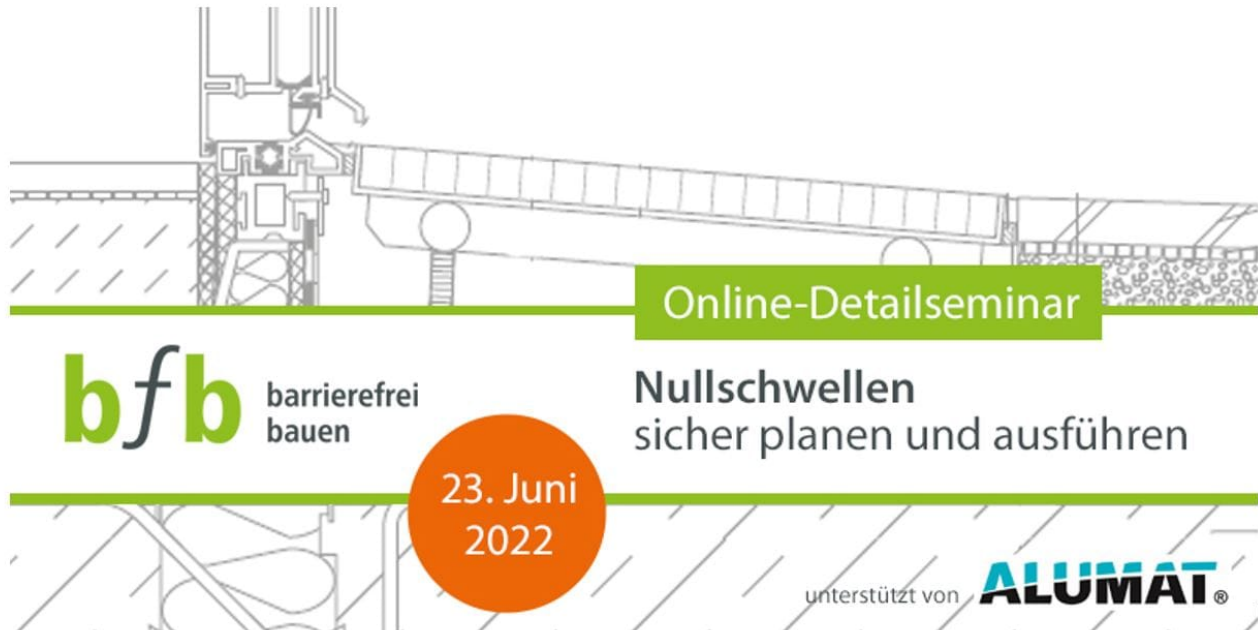 Online-Detailseminar
bfb barrierefrei
bauen
Nullschwellen
sicher planen und ausführen
23. Juni
2022
unterstützt von ALUMAT®